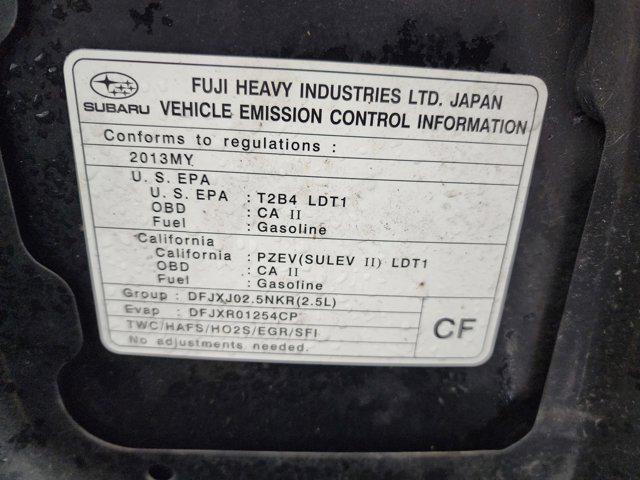 FUJI HEAVY INDUSTRIES LTD. JAPAN
SUBARU VEHICLE EMISSION CONTROL INFORMATION
Conforms to regulations :
2013MY
U. S. EPA
U. S. EPA : T2B4 LDT1
OBD : CA II
Fuel : Gasoline
California
California : PZEV(SULEV II) LDT1
OBD : CA II
Fuel : Gasoline
Group : DFJXJ02.5NKR(2.5L)
Evap : DFJXR01254CP
TWC/HAFS/HO2S/EGR/SFI
No adjustments needed.
CF